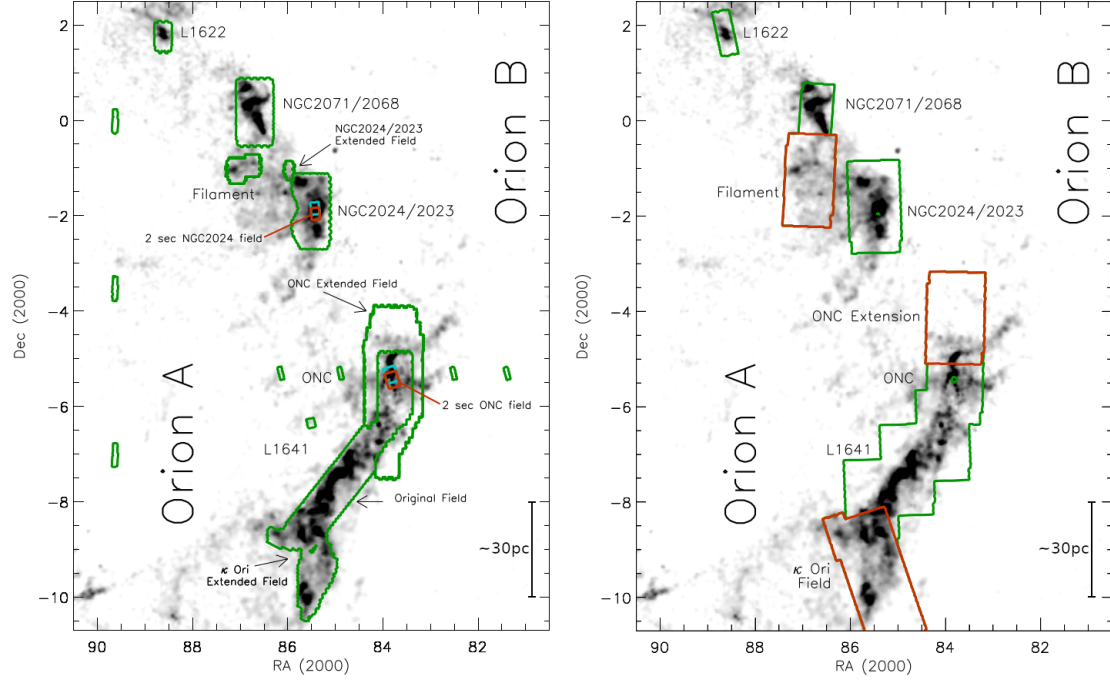 2
0
−2
−4
−6
−8
−10
Dec (2000)
90
88
86
84
82
RA (2000)
L1622
NGC2071/2068
NGC2024/2023
Extended Field
Filament
NGC2024/2023
2 sec NGC2024 field
Orion B
ONC Extended Field
ONC
2 sec ONC field
L1641
Orion A
Original Field
κ Ori
Extended Field
~30pc
2
0
−2
−4
−6
−8
−10
Dec (2000)
90
88
86
84
82
RA (2000)
L1622
NGC2071/2068
Filament
NGC2024/2023
Orion B
ONC Extension
ONC
L1641
Orion A
κ Ori
Field
~30pc